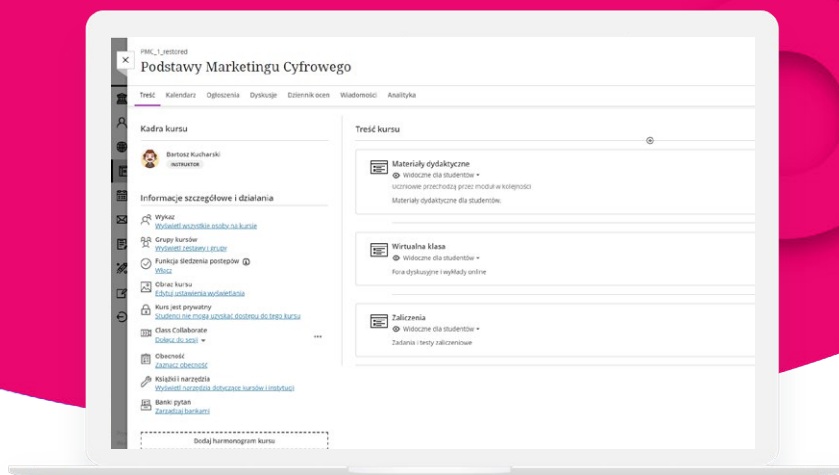 PMC_1_restored
Podstawy Marketingu Cyfrowego
Treść Kalendarz Ogłoszenia Dyskusje Dziennik ocen Wiadomości Analityka
Kadra kursu
Bartosz Kucharski
INSTRUKTOR
Informacje szczegółowe i działania
Wykaz
Wyświetl wszystkie osoby na kursie
Grupy kursów
Wyświetl zestawy i grupy
Funkcja śledzenia postępów
Włącz
Obraz kursu
Edytuj ustawienia wyświetlania
Kurs jest prywatny
Studenci nie mogą uzyskać dostępu do tego kursu
Class Collaborate
Dołącz do sesji
Obecność
Zaznacz obecność
Książki i narzędzia
Wyświetl narzędzia dotyczące kursów i instytucji
Banki pytań
Zarządzaj bankami
Dodaj harmonogram kursu
Treść kursu
Materiały dydaktyczne
Widoczne dla studentów
Uczniowie przechodzą przez moduł w kolejności
Materiały dydaktyczne dla studentów.
Wirtualna klasa
Widoczne dla studentów
Fora dyskusyjne i wykłady online
Zaliczenia
Widoczne dla studentów
Zadania i testy zaliczeniowe